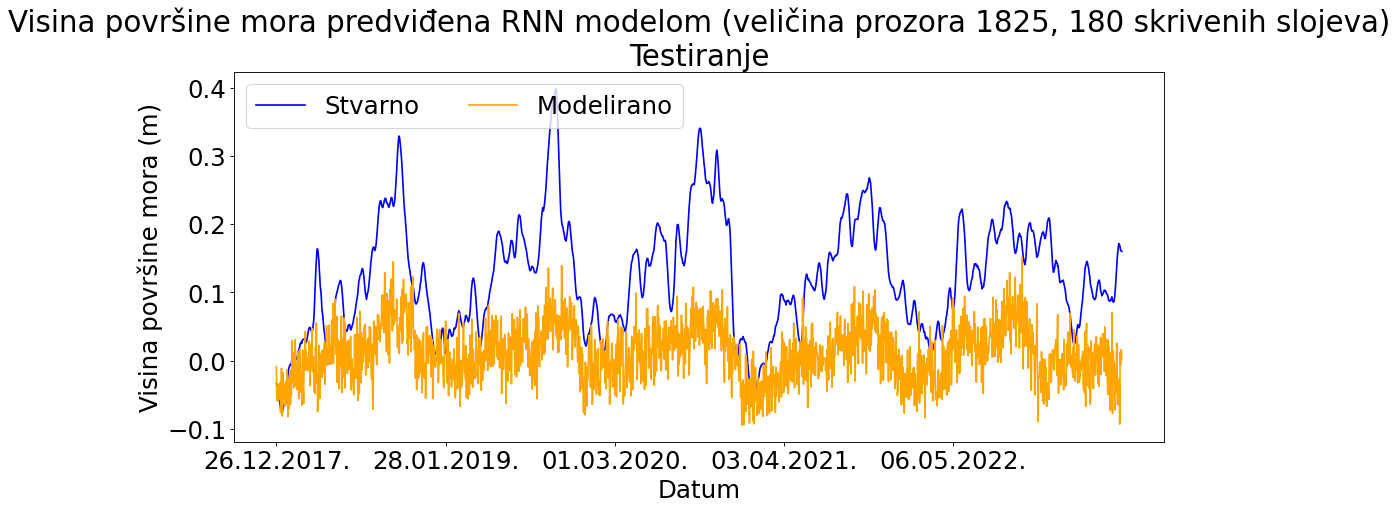 Visina površine mora predviđena RNN modelom (veličina prozora 1825, 180 skrivenih slojeva)
Testiranje
Stvarno
Modelirano
Visina površine mora (m)
0.4
0.3
0.2
0.1
0.0
−0.1
26.12.2017.
28.01.2019.
01.03.2020.
03.04.2021.
06.05.2022.
Datum